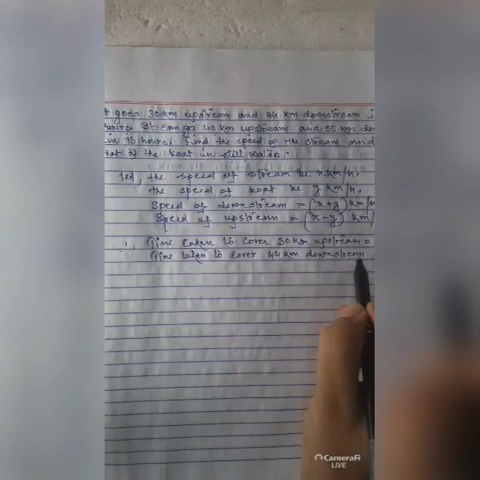 goes 30 km upstream and 44 km downstream i
hours. It can go 40 km upstream and 55 km do
in 13 hours. Find the speed of the stream and
that of the boat in still water.
Let, the speed of stream be x km/h.
the speed of boat be y km/h.
Speed of downstream = (x+y) km/
Speed of upstream = (x-y) km/
∴ Time taken to cover 30 km upstream =
Time taken to cover 44 km downstream
CameraFi
LIVE